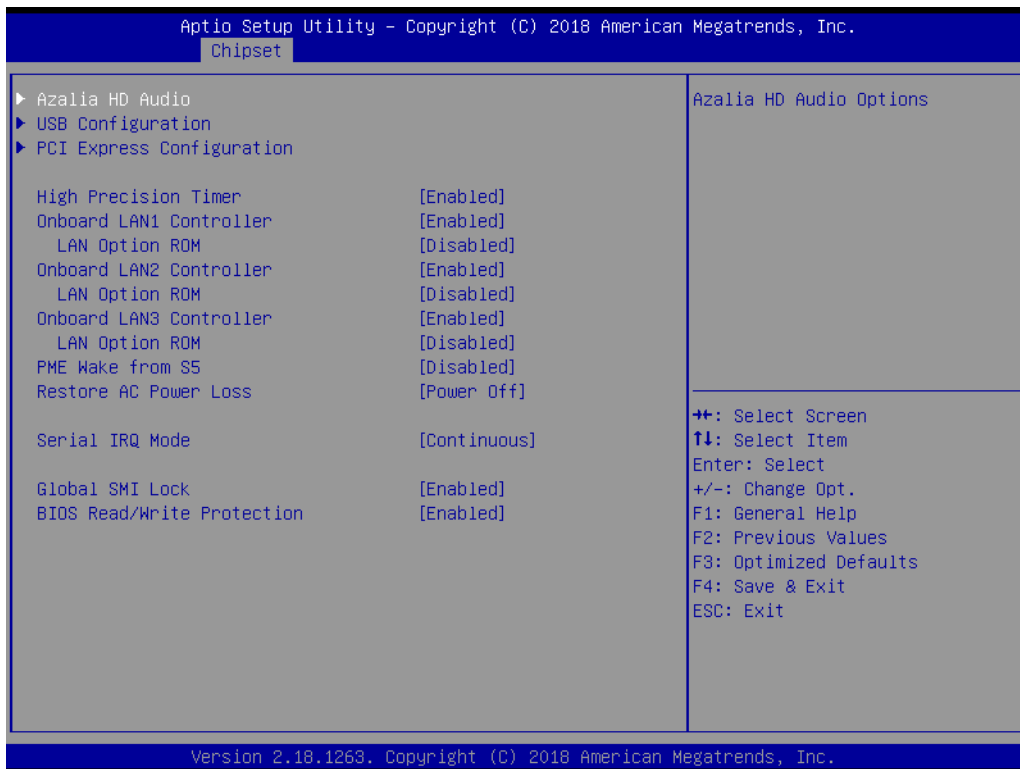 Aptio Setup Utility – Copyright (C) 2018 American Megatrends, Inc.
Chipset
Azalia HD Audio
USB Configuration
PCI Express Configuration
High Precision Timer [Enabled]
Onboard LAN1 Controller [Enabled]
LAN Option ROM [Disabled]
Onboard LAN2 Controller [Enabled]
LAN Option ROM [Disabled]
Onboard LAN3 Controller [Enabled]
LAN Option ROM [Disabled]
PME Wake from S5 [Disabled]
Restore AC Power Loss [Power Off]
Serial IRQ Mode [Continuous]
Global SMI Lock [Enabled]
BIOS Read/Write Protection [Enabled]
Azalia HD Audio Options
→←: Select Screen
↑↓: Select Item
Enter: Select
+/-: Change Opt.
F1: General Help
F2: Previous Values
F3: Optimized Defaults
F4: Save & Exit
ESC: Exit
Version 2.18.1263. Copyright (C) 2018 American Megatrends, Inc.